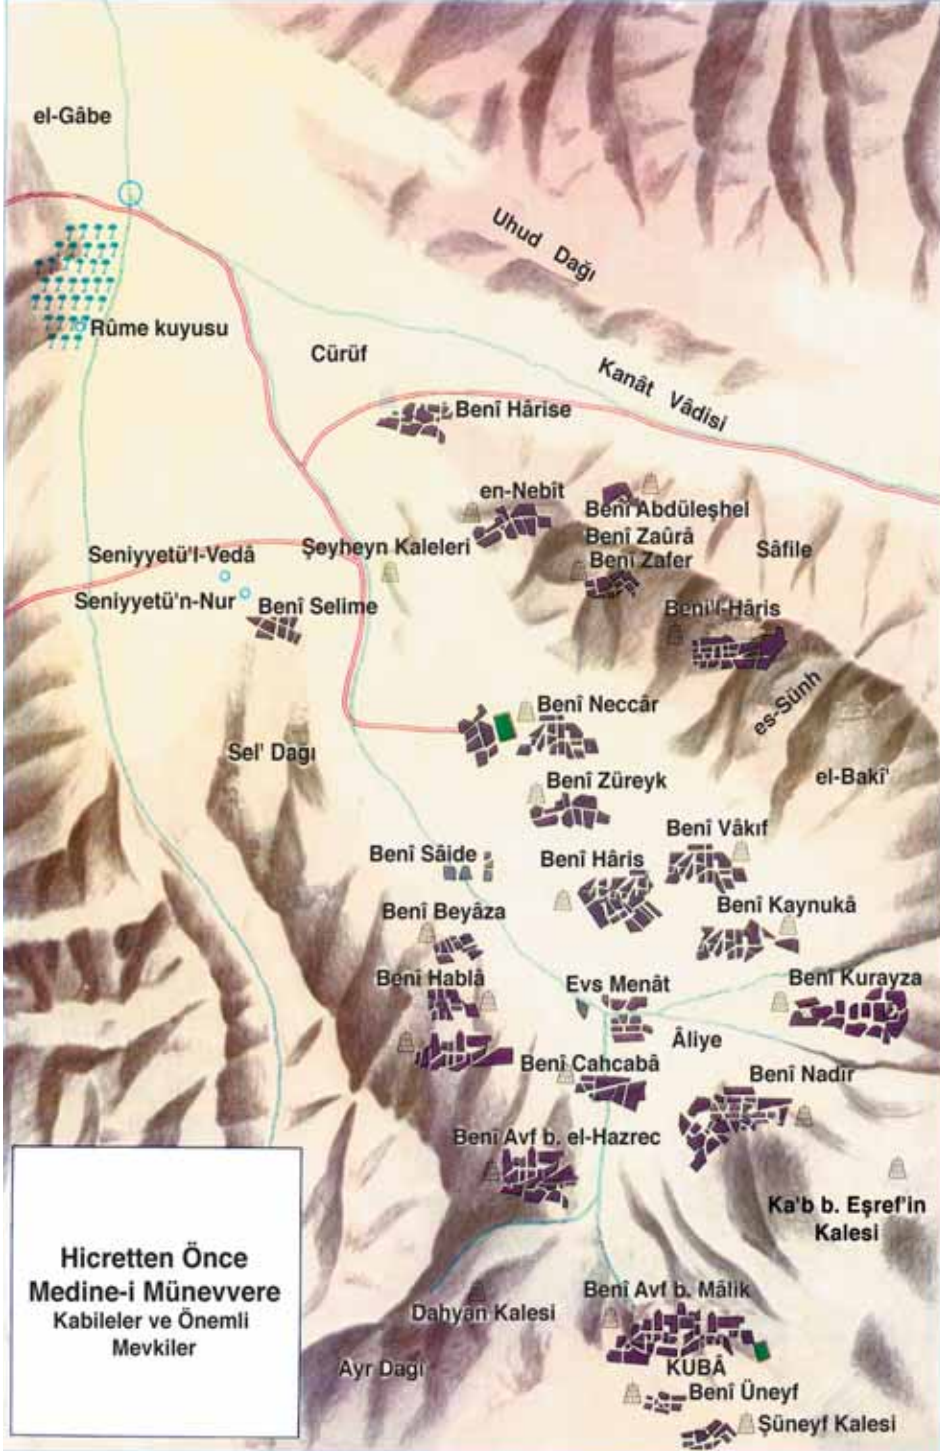 el-Gâbe
Uhud Dağı
Rûme kuyusu
Cürüf
Kanât Vâdisi
Benî Hârise
en-Nebît
Benî Abdüleşhel
Benî Zaûrâ
Sâfile
Seniyyetü'l-Vedâ
Şeyheyn Kaleleri
Benî Zafer
Seniyyetü'n-Nur
Benî Selime
Benî'l-Hâris
es-Sünh
Benî Neccâr
Sel' Dağı
el-Bakî'
Benî Züreyk
Benî Vâkıf
Benî Sâide
Benî Hâris
Benî Beyâza
Benî Kaynukâ
Benî Hablâ
Evs Menât
Benî Kurayza
Âliye
Benî Cahcabâ
Benî Nadîr
Benî Avf b. el-Hazrec
Ka'b b. Eşref'in
Kalesi
Hicretten Önce
Medine-i Münevvere
Kabileler ve Önemli
Mevkiler
Benî Avf b. Mâlik
Dahyan Kalesi
Ayr Dağı
KUBÂ
Benî Üneyf
Şüneyf Kalesi